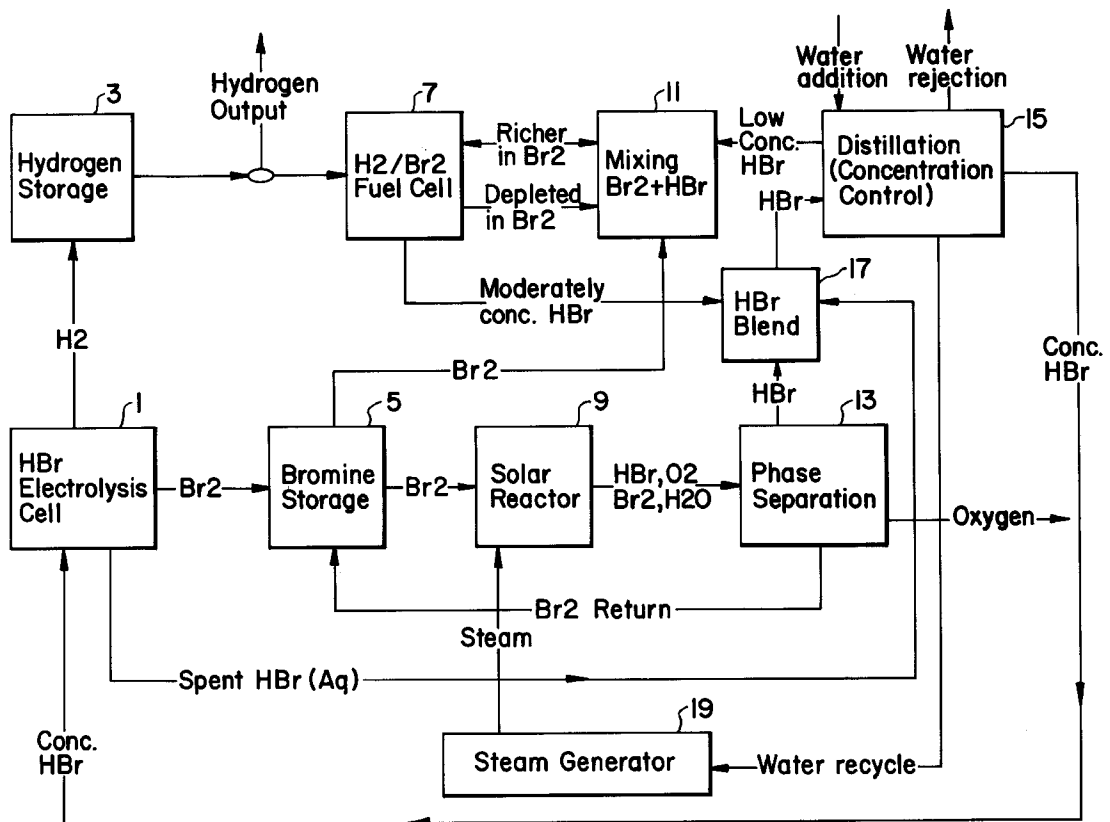 Water
addition
Water
rejection
Hydrogen
Output
3
7
11
15
Hydrogen
Storage
H2/Br2
Fuel Cell
Richer
in Br2
Depleted
in Br2
Mixing
Br2+HBr
Low
Conc.
HBr
Distillation
(Concentration
Control)
HBr
17
Moderately
conc. HBr
HBr
Blend
H2
Br2
Conc.
HBr
1
5
9
HBr
13
HBr
Electrolysis
Cell
Br2
Bromine
Storage
Br2
Solar
Reactor
HBr,O2
Br2,H2O
Phase
Separation
Oxygen
Br2 Return
Steam
Spent HBr (Aq)
19
Conc.
HBr
Steam Generator
Water recycle